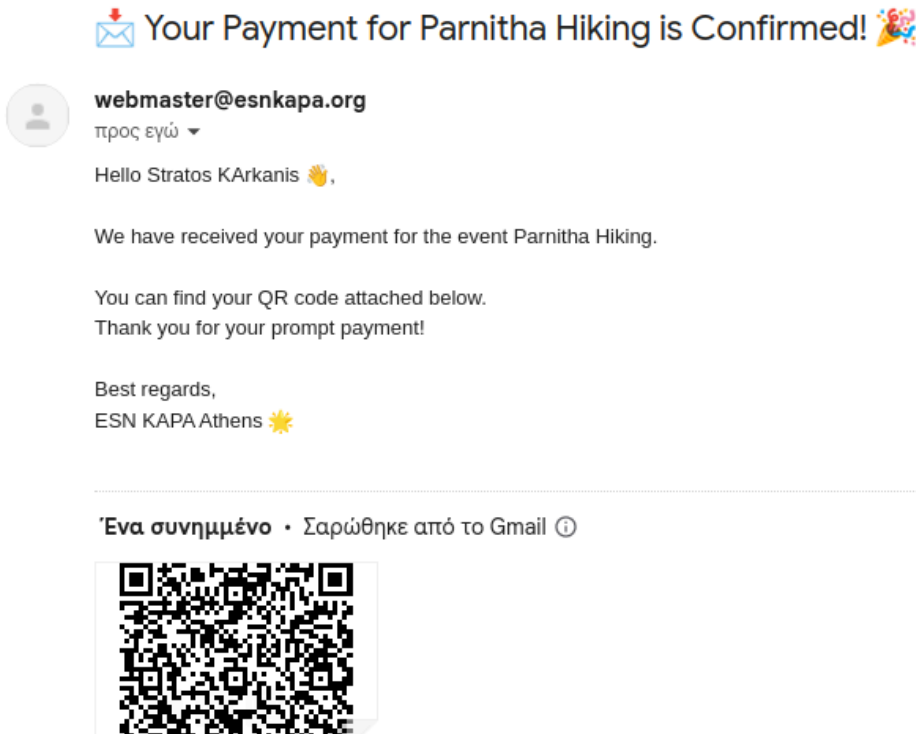 📩 Your Payment for Parnitha Hiking is Confirmed! 🎉
webmaster@esnkapa.org
προς εγώ
Hello Stratos KArkanis 👋,
We have received your payment for the event Parnitha Hiking.
You can find your QR code attached below.
Thank you for your prompt payment!
Best regards,
ESN KAPA Athens 🌟
Ένα συνημμένο • Σαρώθηκε από το Gmail